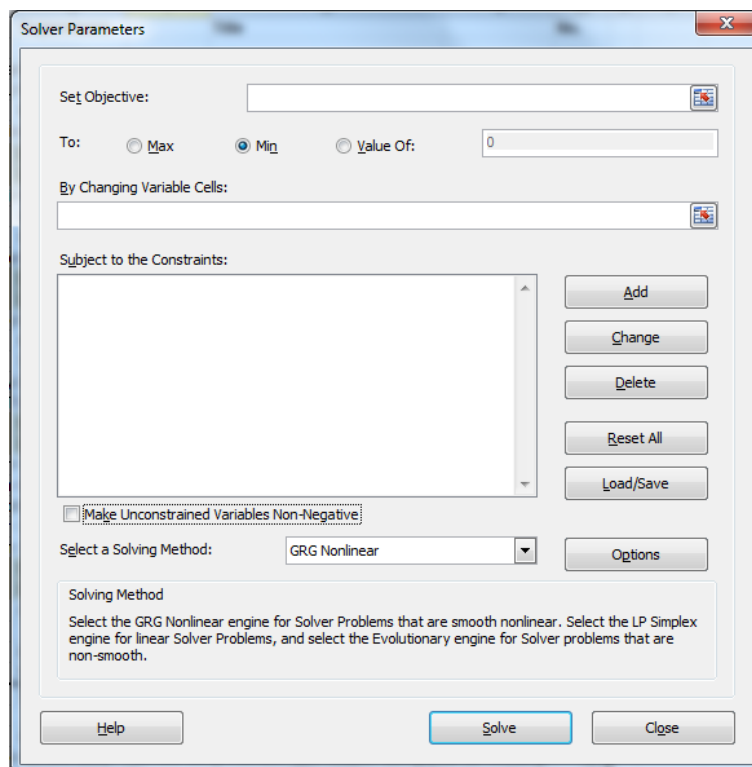 Solver Parameters
Set Objective:
To: Max Min Value Of: 0
By Changing Variable Cells:
Subject to the Constraints:
Add
Change
Delete
Reset All
Load/Save
Make Unconstrained Variables Non-Negative
Select a Solving Method: GRG Nonlinear Options
Solving Method
Select the GRG Nonlinear engine for Solver Problems that are smooth nonlinear. Select the LP Simplex
engine for linear Solver Problems, and select the Evolutionary engine for Solver problems that are
non-smooth.
Help Solve Close